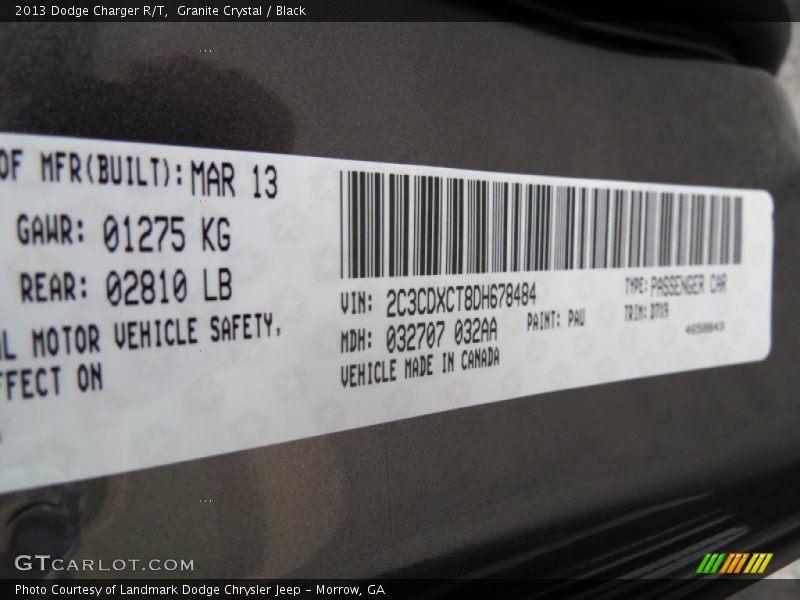 2013 Dodge Charger R/T, Granite Crystal / Black
OF MFR(BUILT): MAR 13
GAWR: 01275 KG
REAR: 02810 LB
AL MOTOR VEHICLE SAFETY,
FFECT ON
VIN: 2C3CDXCT8DH678484
MDH: 032707 032AA
VEHICLE MADE IN CANADA
PAINT: PAU
TYPE: PASSENGER CAR
TRIM:
GTCARLOT.COM
Photo Courtesy of Landmark Dodge Chrysler Jeep - Morrow, GA